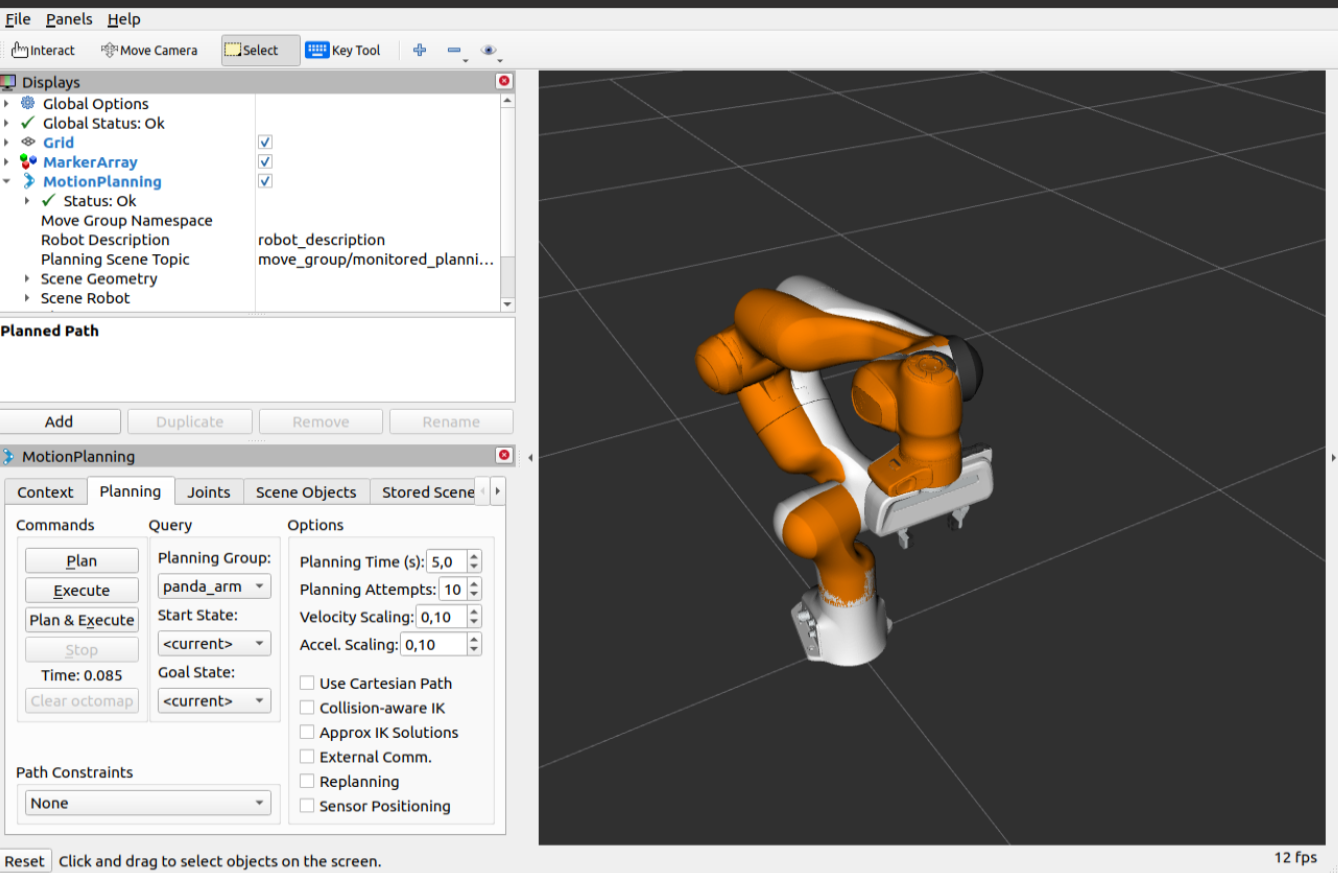 File Panels Help
Interact Move Camera Select Key Tool
Displays
Global Options
Global Status: Ok
Grid
MarkerArray
MotionPlanning
Status: Ok
Move Group Namespace
Robot Description robot_description
Planning Scene Topic move_group/monitored_planni...
Scene Geometry
Scene Robot
Planned Path
Add Duplicate Remove Rename
MotionPlanning
Context Planning Joints Scene Objects Stored Scene
Commands Query Options
Plan
Execute
Plan & Execute
Stop
Time: 0.085
Clear octomap
Planning Group:
panda_arm
Start State:
<current>
Goal State:
<current>
Planning Time (s): 5,0
Planning Attempts: 10
Velocity Scaling: 0,10
Accel. Scaling: 0,10
Use Cartesian Path
Collision-aware IK
Approx IK Solutions
External Comm.
Replanning
Sensor Positioning
Path Constraints
None
Reset Click and drag to select objects on the screen. 12 fps